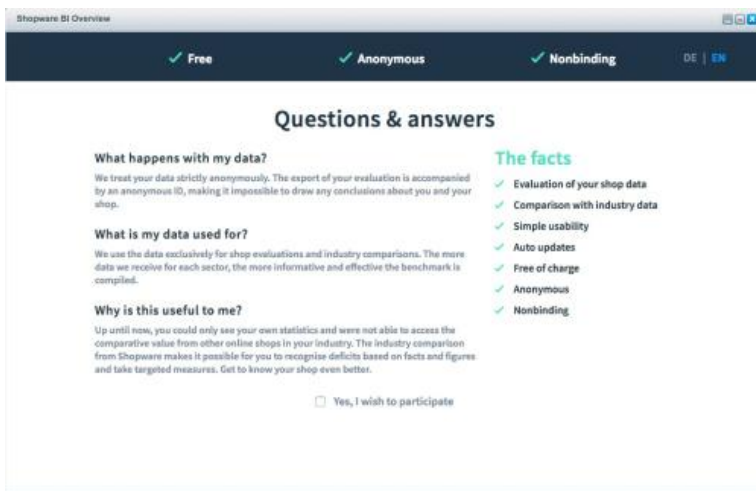 Shopware BI Overview
Free
Anonymous
Nonbinding
DE | EN
Questions & answers
What happens with my data?
We treat your data strictly anonymously. The export of your evaluation is accompanied
by an anonymous ID, making it impossible to draw any conclusions about you and your
shop.
What is my data used for?
We use the data exclusively for shop evaluations and industry comparisons. The more
data we receive for each sector, the more informative and effective the benchmark is
compiled.
Why is this useful to me?
Up until now, you could only see your own statistics and were not able to access the
comparative value from other online shops in your industry. The industry comparison
from Shopware makes it possible for you to recognise deficits based on facts and figures
and take targeted measures. Get to know your shop even better.
The facts
Evaluation of your shop data
Comparison with industry data
Simple usability
Auto updates
Free of charge
Anonymous
Nonbinding
Yes, I wish to participate